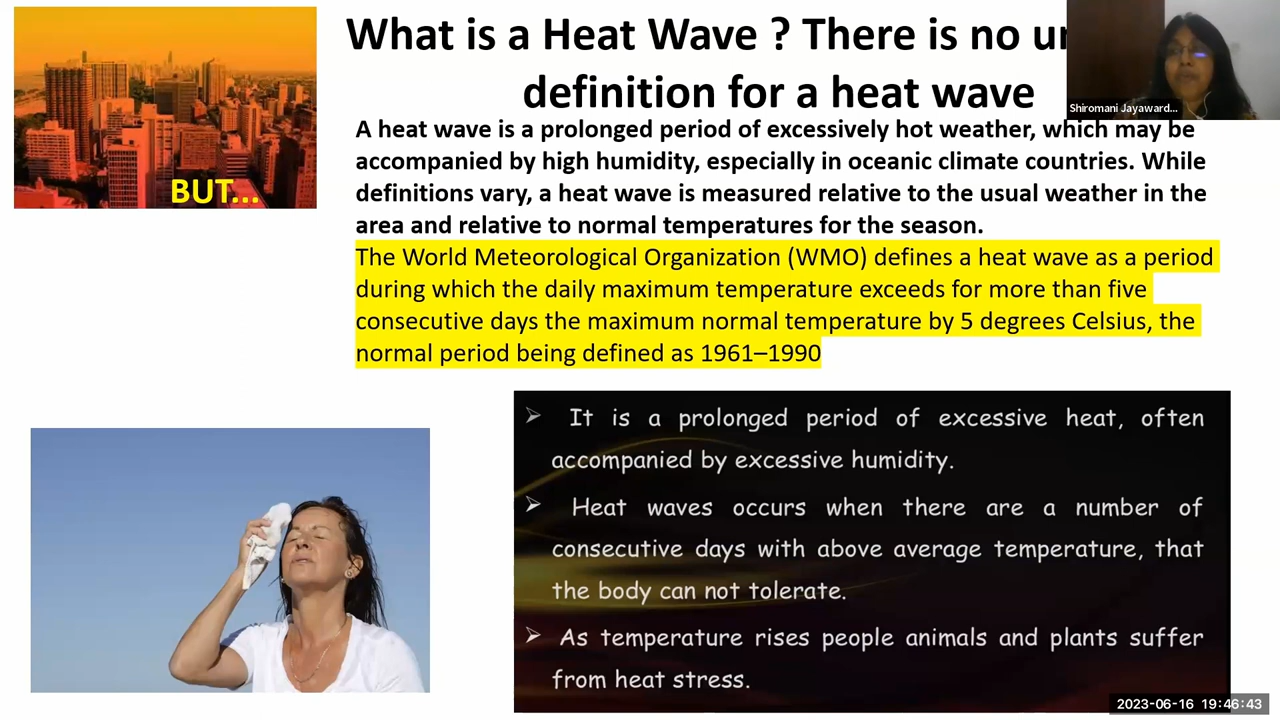 What is a Heat Wave ? There is no
definition for a heat wave
Shiromani Jayaward...
BUT...
A heat wave is a prolonged period of excessively hot weather, which may be
accompanied by high humidity, especially in oceanic climate countries. While
definitions vary, a heat wave is measured relative to the usual weather in the
area and relative to normal temperatures for the season.
The World Meteorological Organization (WMO) defines a heat wave as a period
during which the daily maximum temperature exceeds for more than five
consecutive days the maximum normal temperature by 5 degrees Celsius, the
normal period being defined as 1961–1990
➢ It is a prolonged period of excessive heat, often
accompanied by excessive humidity.
➢ Heat waves occurs when there are a number of
consecutive days with above average temperature, that
the body can not tolerate.
➢ As temperature rises people animals and plants suffer
from heat stress.
2023-06-16 19:46:43